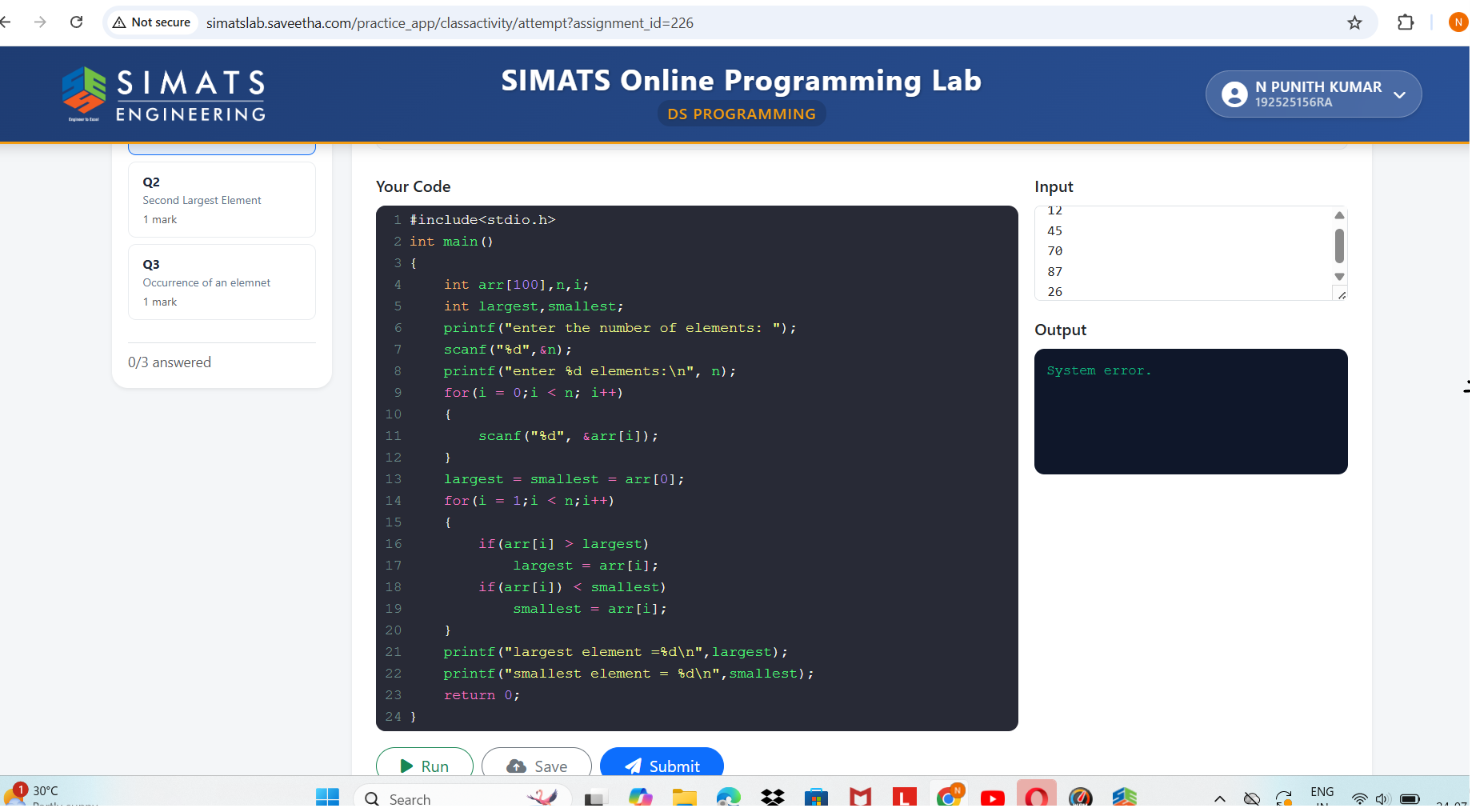 Not secure simatslab.saveetha.com/practice_app/classactivity/attempt?assignment_id=226
N
SIMATS
ENGINEERING
Engineer to Excel
SIMATS Online Programming Lab
DS PROGRAMMING
N PUNITH KUMAR
192525156RA
Q2
Second Largest Element
1 mark
Q3
Occurrence of an elemnet
1 mark
0/3 answered
Your Code
1 #include<stdio.h>
2 int main()
3 {
4     int arr[100],n,i;
5     int largest,smallest;
6     printf("enter the number of elements: ");
7     scanf("%d",&n);
8     printf("enter %d elements:\n", n);
9     for(i = 0;i < n; i++)
10     {
11         scanf("%d", &arr[i]);
12     }
13     largest = smallest = arr[0];
14     for(i = 1;i < n;i++)
15     {
16         if(arr[i] > largest)
17             largest = arr[i];
18         if(arr[i]) < smallest)
19             smallest = arr[i];
20     }
21     printf("largest element =%d\n",largest);
22     printf("smallest element = %d\n",smallest);
23     return 0;
24 }
Input
12
45
70
87
26
Output
System error.
Run
Save
Submit
1
30°C
Search
N
ENG